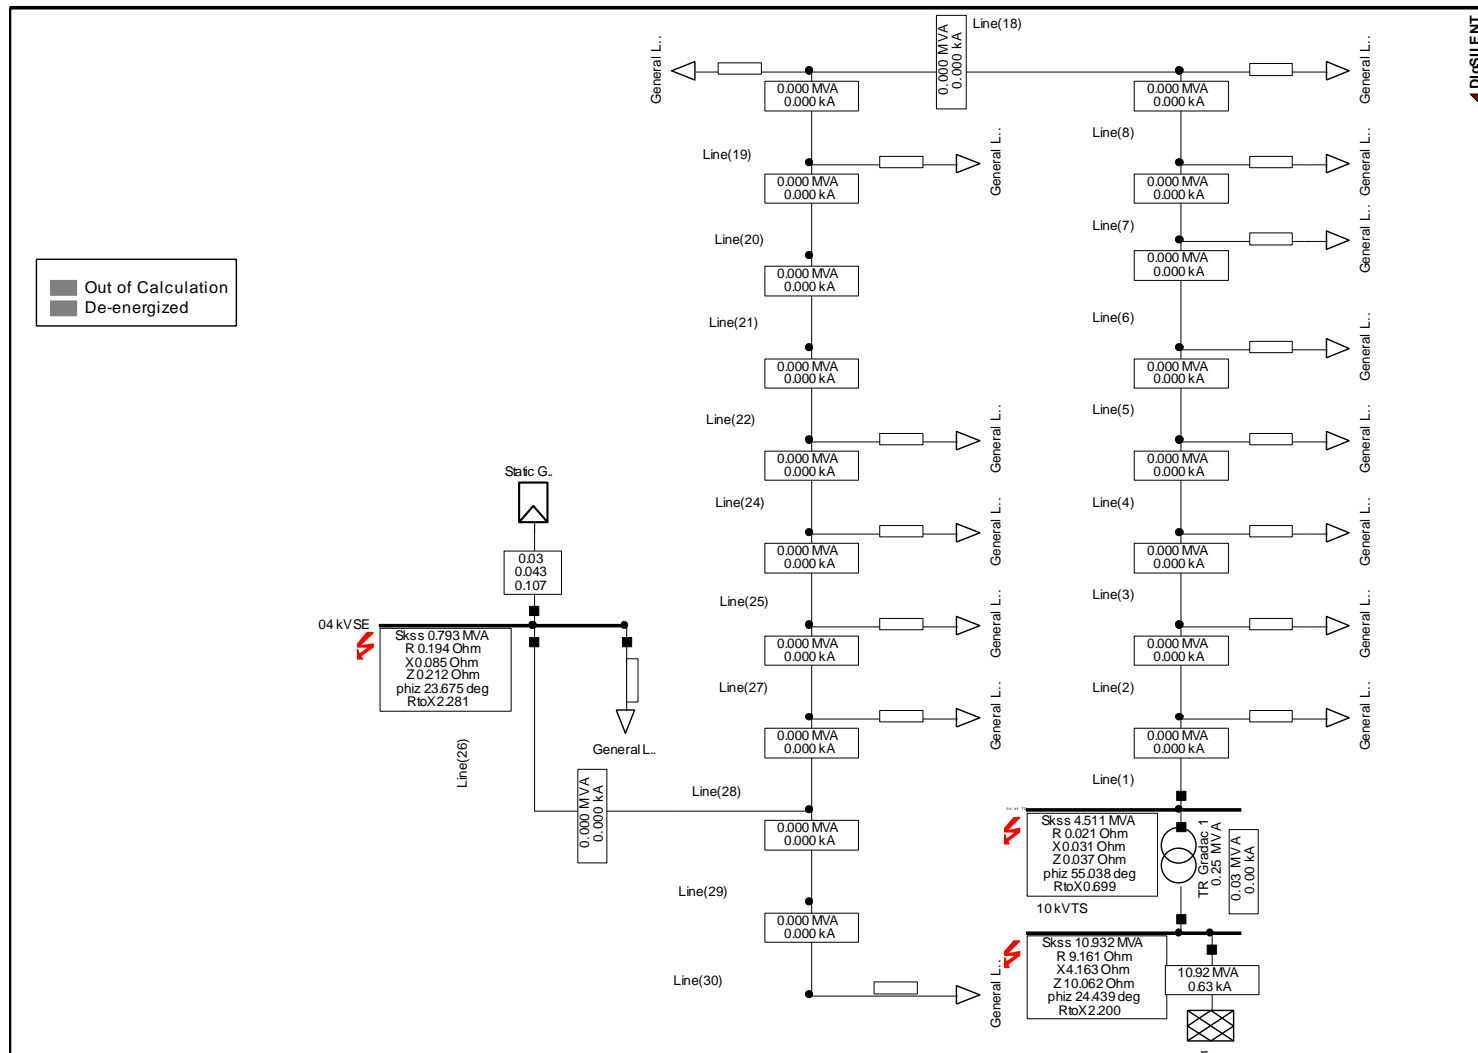 Line(18)
DIgSILENT
0.000 MVA
0.000 kA
General L..
General L..
0.000 MVA
0.000 kA
0.000 MVA
0.000 kA
Line(19)
General L..
Line(8)
General L..
0.000 MVA
0.000 kA
0.000 MVA
0.000 kA
Line(20)
Line(7)
General L..
0.000 MVA
0.000 kA
0.000 MVA
0.000 kA
Out of Calculation
De-energized
Line(21)
Line(6)
General L..
0.000 MVA
0.000 kA
0.000 MVA
0.000 kA
Line(22)
General L..
Line(5)
General L..
0.000 MVA
0.000 kA
0.000 MVA
0.000 kA
Static G..
Line(24)
General L..
Line(4)
General L..
0.000 MVA
0.000 kA
0.000 MVA
0.000 kA
0.03
0.043
0.107
Line(25)
General L..
Line(3)
General L..
04 kVSE
Skss 0.793 MVA
R 0.194 Ohm
X 0.085 Ohm
Z 0.212 Ohm
phiz 23.675 deg
RtoX 2.281
0.000 MVA
0.000 kA
0.000 MVA
0.000 kA
Line(27)
General L..
Line(2)
General L..
General L..
0.000 MVA
0.000 kA
0.000 MVA
0.000 kA
Line(26)
Line(28)
Line(1)
0.000 MVA
0.000 kA
0.000 MVA
0.000 kA
04 kV TS
Skss 4.511 MVA
R 0.021 Ohm
X 0.031 Ohm
Z 0.037 Ohm
phiz 55.038 deg
RtoX 0.699
TR Gradac 1
0.25 MVA
0.03 MVA
0.00 kA
Line(29)
10 kVTS
0.000 MVA
0.000 kA
Skss 10.932 MVA
R 9.161 Ohm
X 4.163 Ohm
Z 10.062 Ohm
phiz 24.439 deg
RtoX 2.200
10.92 MVA
0.63 kA
Line(30)
General L..